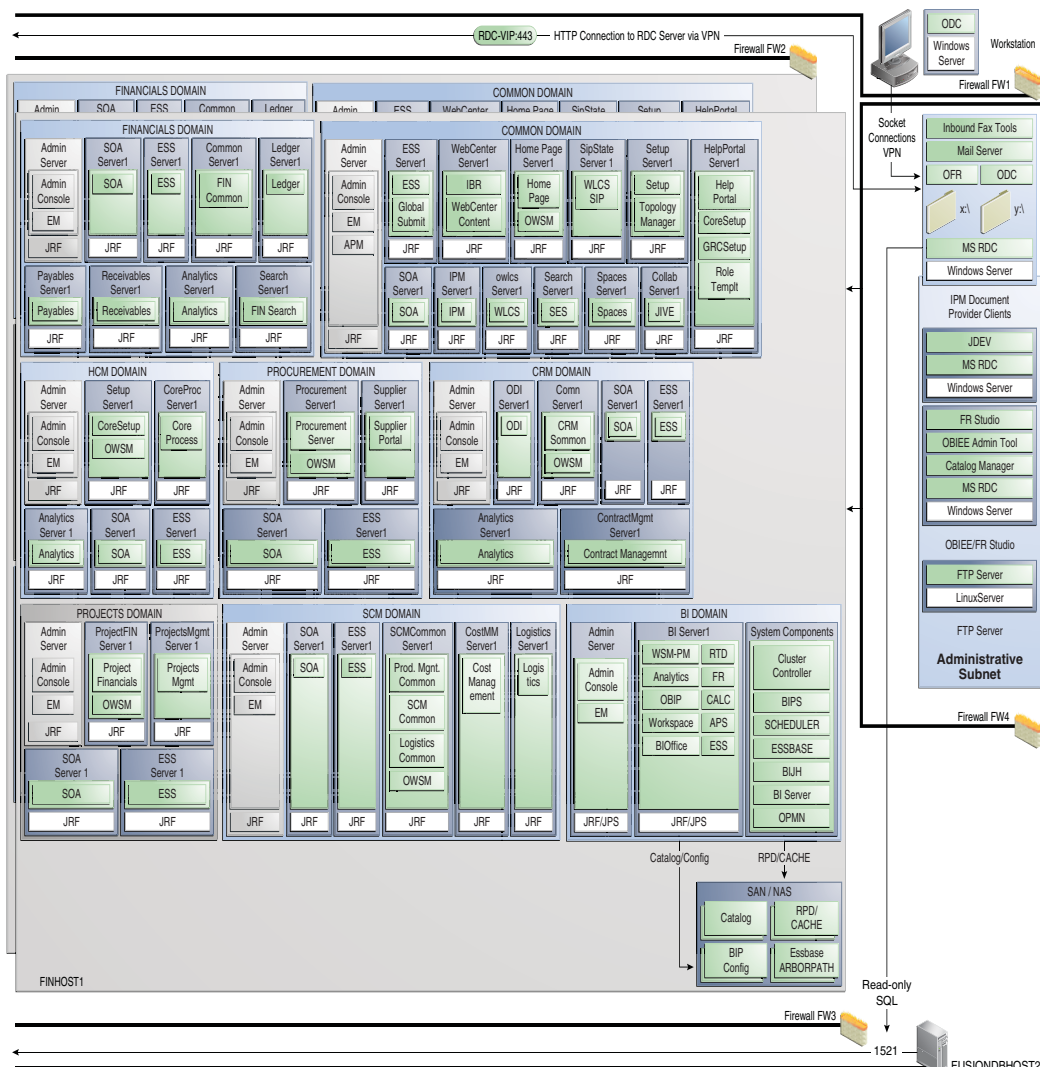 RDC-VIP:443
HTTP Connection to RDC Server via VPN
Firewall FW2
ODC
Windows
Server
Workstation
Firewall FW1
FINANCIALS DOMAIN
COMMON DOMAIN
Admin
SOA
ESS
Common
Ledger
Admin
ESS
WebCenter
Home Page
SipState
Setup
HelpPortal
FINANCIALS DOMAIN
Admin
Server
SOA
Server1
ESS
Server1
Common
Server1
Ledger
Server1
Admin
Console
EM
SOA
ESS
FIN
Common
Ledger
JRF
JRF
JRF
JRF
JRF
Payables
Server1
Receivables
Server1
Analytics
Server1
Search
Server1
Payables
Receivables
Analytics
FIN Search
JRF
JRF
JRF
JRF
COMMON DOMAIN
Admin
Server
ESS
Server1
WebCenter
Server1
Home Page
Server1
SipState
Server 1
Setup
Server1
HelpPortal
Server1
Admin
Console
EM
APM
ESS
Global
Submit
IBR
WebCenter
Content
Home
Page
OWSM
WLCS
SIP
Setup
Topology
Manager
Help
Portal
CoreSetup
GRCSetup
Role
Templt
JRF
JRF
JRF
JRF
JRF
SOA
Server1
IPM
Server1
owlcs
Server1
Search
Server1
Spaces
Server1
Collab
Server1
SOA
IPM
WLCS
SES
Spaces
JIVE
JRF
JRF
JRF
JRF
JRF
JRF
JRF
JRF
HCM DOMAIN
Admin
Server
Setup
Server1
CoreProc
Server1
Admin
Console
EM
CoreSetup
OWSM
Core
Process
JRF
JRF
JRF
Analytics
Server 1
SOA
Server1
ESS
Server1
Analytics
SOA
ESS
JRF
JRF
JRF
PROCUREMENT DOMAIN
Admin
Server
Procurement
Server1
Supplier
Server1
Admin
Console
EM
Procurement
Server
OWSM
Supplier
Portal
JRF
JRF
JRF
SOA
Server1
ESS
Server1
SOA
ESS
JRF
JRF
CRM DOMAIN
Admin
Server
ODI
Server1
Comn
Server1
SOA
Server1
ESS
Server1
Admin
Console
EM
ODI
CRM
Sommon
OWSM
SOA
ESS
JRF
JRF
JRF
JRF
JRF
Analytics
Server1
ContractMgmt
Server1
Analytics
Contract Managemnt
JRF
JRF
PROJECTS DOMAIN
Admin
Server
ProjectFIN
Server 1
ProjectsMgmt
Server 1
Admin
Console
EM
Project
Financials
OWSM
Projects
Mgmt
JRF
JRF
JRF
SOA
Server 1
ESS
Server 1
SOA
ESS
JRF
JRF
SCM DOMAIN
Admin
Server
SOA
Server1
ESS
Server1
SCMCommon
Server1
CostMM
Server1
Logistics
Server1
Admin
Console
EM
SOA
ESS
Prod. Mgnt.
Common
SCM
Common
Logistics
Common
OWSM
Cost
Manag
ement
Logis
tics
JRF
JRF
JRF
JRF
JRF
JRF
BI DOMAIN
Admin
Server
BI Server1
System Components
Admin
Console
EM
WSM-PM
RTD
Analytics
FR
OBIP
CALC
Workspace
APS
BIOffice
ESS
Cluster
Controller
BIPS
SCHEDULER
ESSBASE
BIJH
BI Server
OPMN
JRF/JPS
JRF/JPS
Catalog/Config
RPD/CACHE
SAN / NAS
Catalog
RPD/
CACHE
BIP
Config
Essbase
ARBORPATH
FINHOST1
Socket
Connections
VPN
Inbound Fax Tools
Mail Server
OFR
ODC
x:\
y:\
MS RDC
Windows Server
IPM Document
Provider Clients
JDEV
MS RDC
Windows Server
FR Studio
OBIEE Admin Tool
Catalog Manager
MS RDC
Windows Server
OBIEE/FR Studio
FTP Server
LinuxServer
FTP Server
Administrative
Subnet
Firewall FW4
Read-only
SQL
Firewall FW3
1521
FUSIONDBHOST2